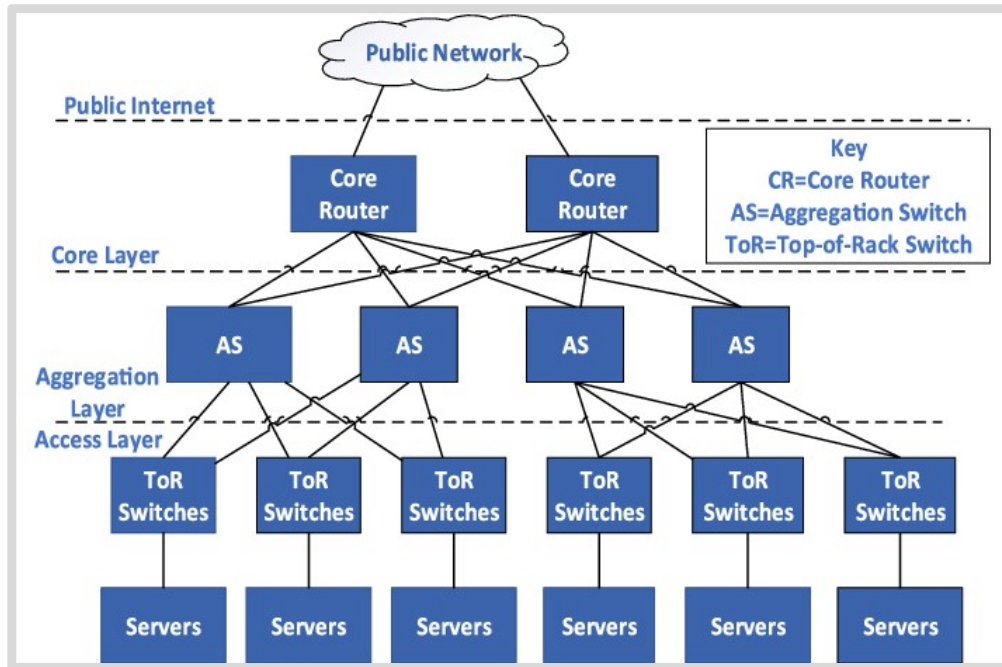 Public Network
Public Internet
Key
CR=Core Router
AS=Aggregation Switch
ToR=Top-of-Rack Switch
Core
Router
Core
Router
Core Layer
AS
AS
AS
AS
Aggregation
Layer
Access Layer
ToR
Switches
ToR
Switches
ToR
Switches
ToR
Switches
ToR
Switches
ToR
Switches
Servers
Servers
Servers
Servers
Servers
Servers